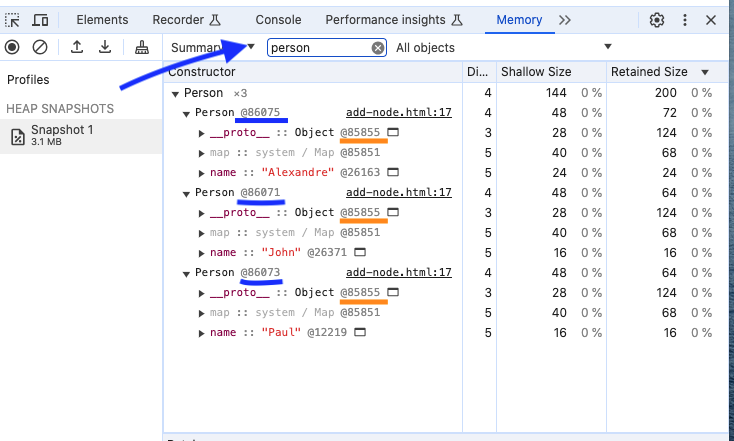 Elements Recorder Console Performance insights Memory
Summary person All objects
Profiles
HEAP SNAPSHOTS
Snapshot 1
3.1 MB
Constructor Di... Shallow Size Retained Size
Person ×3 4 144 0 % 200 0 %
Person @86075 add-node.html:17 4 48 0 % 72 0 %
__proto__ :: Object @85855 3 28 0 % 124 0 %
map :: system / Map @85851 5 40 0 % 68 0 %
name :: "Alexandre" @26163 5 24 0 % 24 0 %
Person @86071 add-node.html:17 4 48 0 % 64 0 %
__proto__ :: Object @85855 3 28 0 % 124 0 %
map :: system / Map @85851 5 40 0 % 68 0 %
name :: "John" @26371 5 16 0 % 16 0 %
Person @86073 add-node.html:17 4 48 0 % 64 0 %
__proto__ :: Object @85855 3 28 0 % 124 0 %
map :: system / Map @85851 5 40 0 % 68 0 %
name :: "Paul" @12219 5 16 0 % 16 0 %